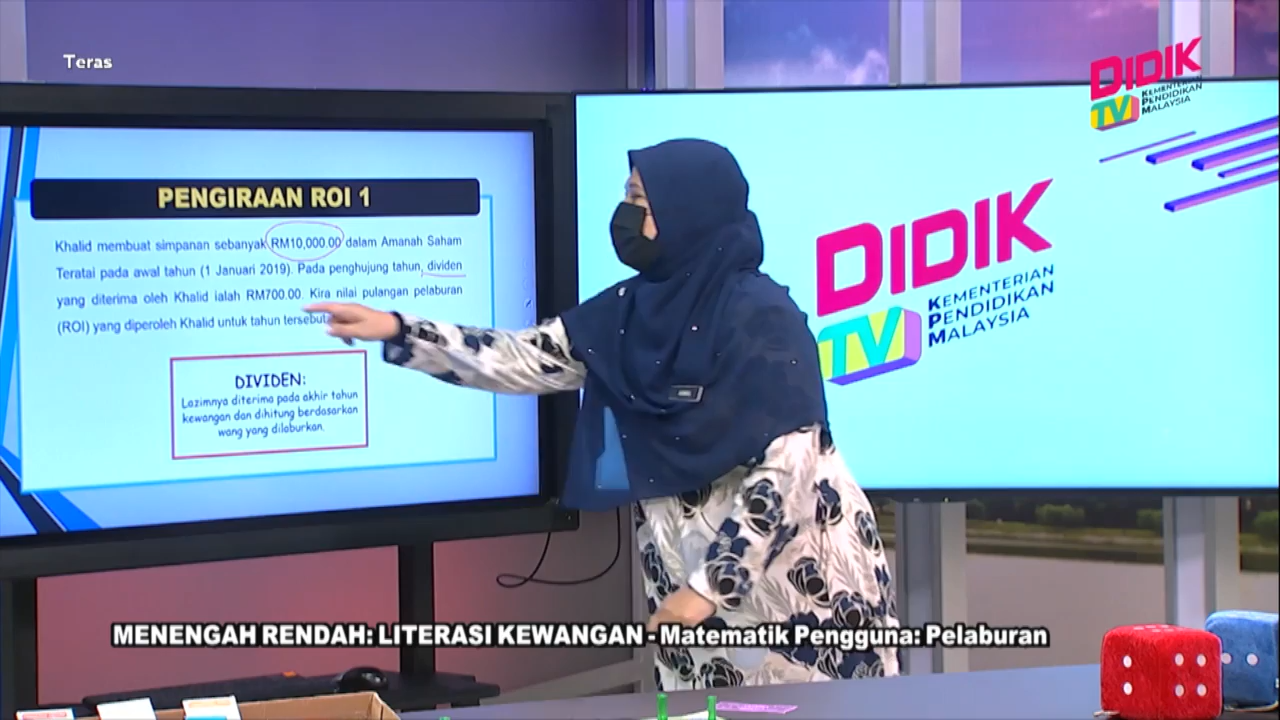 Teras
DIDIK
TV
KEMENTERIAN
PENDIDIKAN
MALAYSIA
PENGIRAAN ROI 1
Khalid membuat simpanan sebanyak RM10,000.00 dalam Amanah Saham
Teratai pada awal tahun (1 Januari 2019). Pada penghujung tahun, dividen
yang diterima oleh Khalid ialah RM700.00. Kira nilai pulangan pelaburan
(ROI) yang diperoleh Khalid untuk tahun tersebut
DIVIDEN:
Lazimnya diterima pada akhir tahun
kewangan dan dihitung berdasarkan
wang yang dilaburkan.
DIDIK
TV
KEMENTERIAN
PENDIDIKAN
MALAYSIA
MENENGAH RENDAH: LITERASI KEWANGAN - Matematik Pengguna: Pelaburan